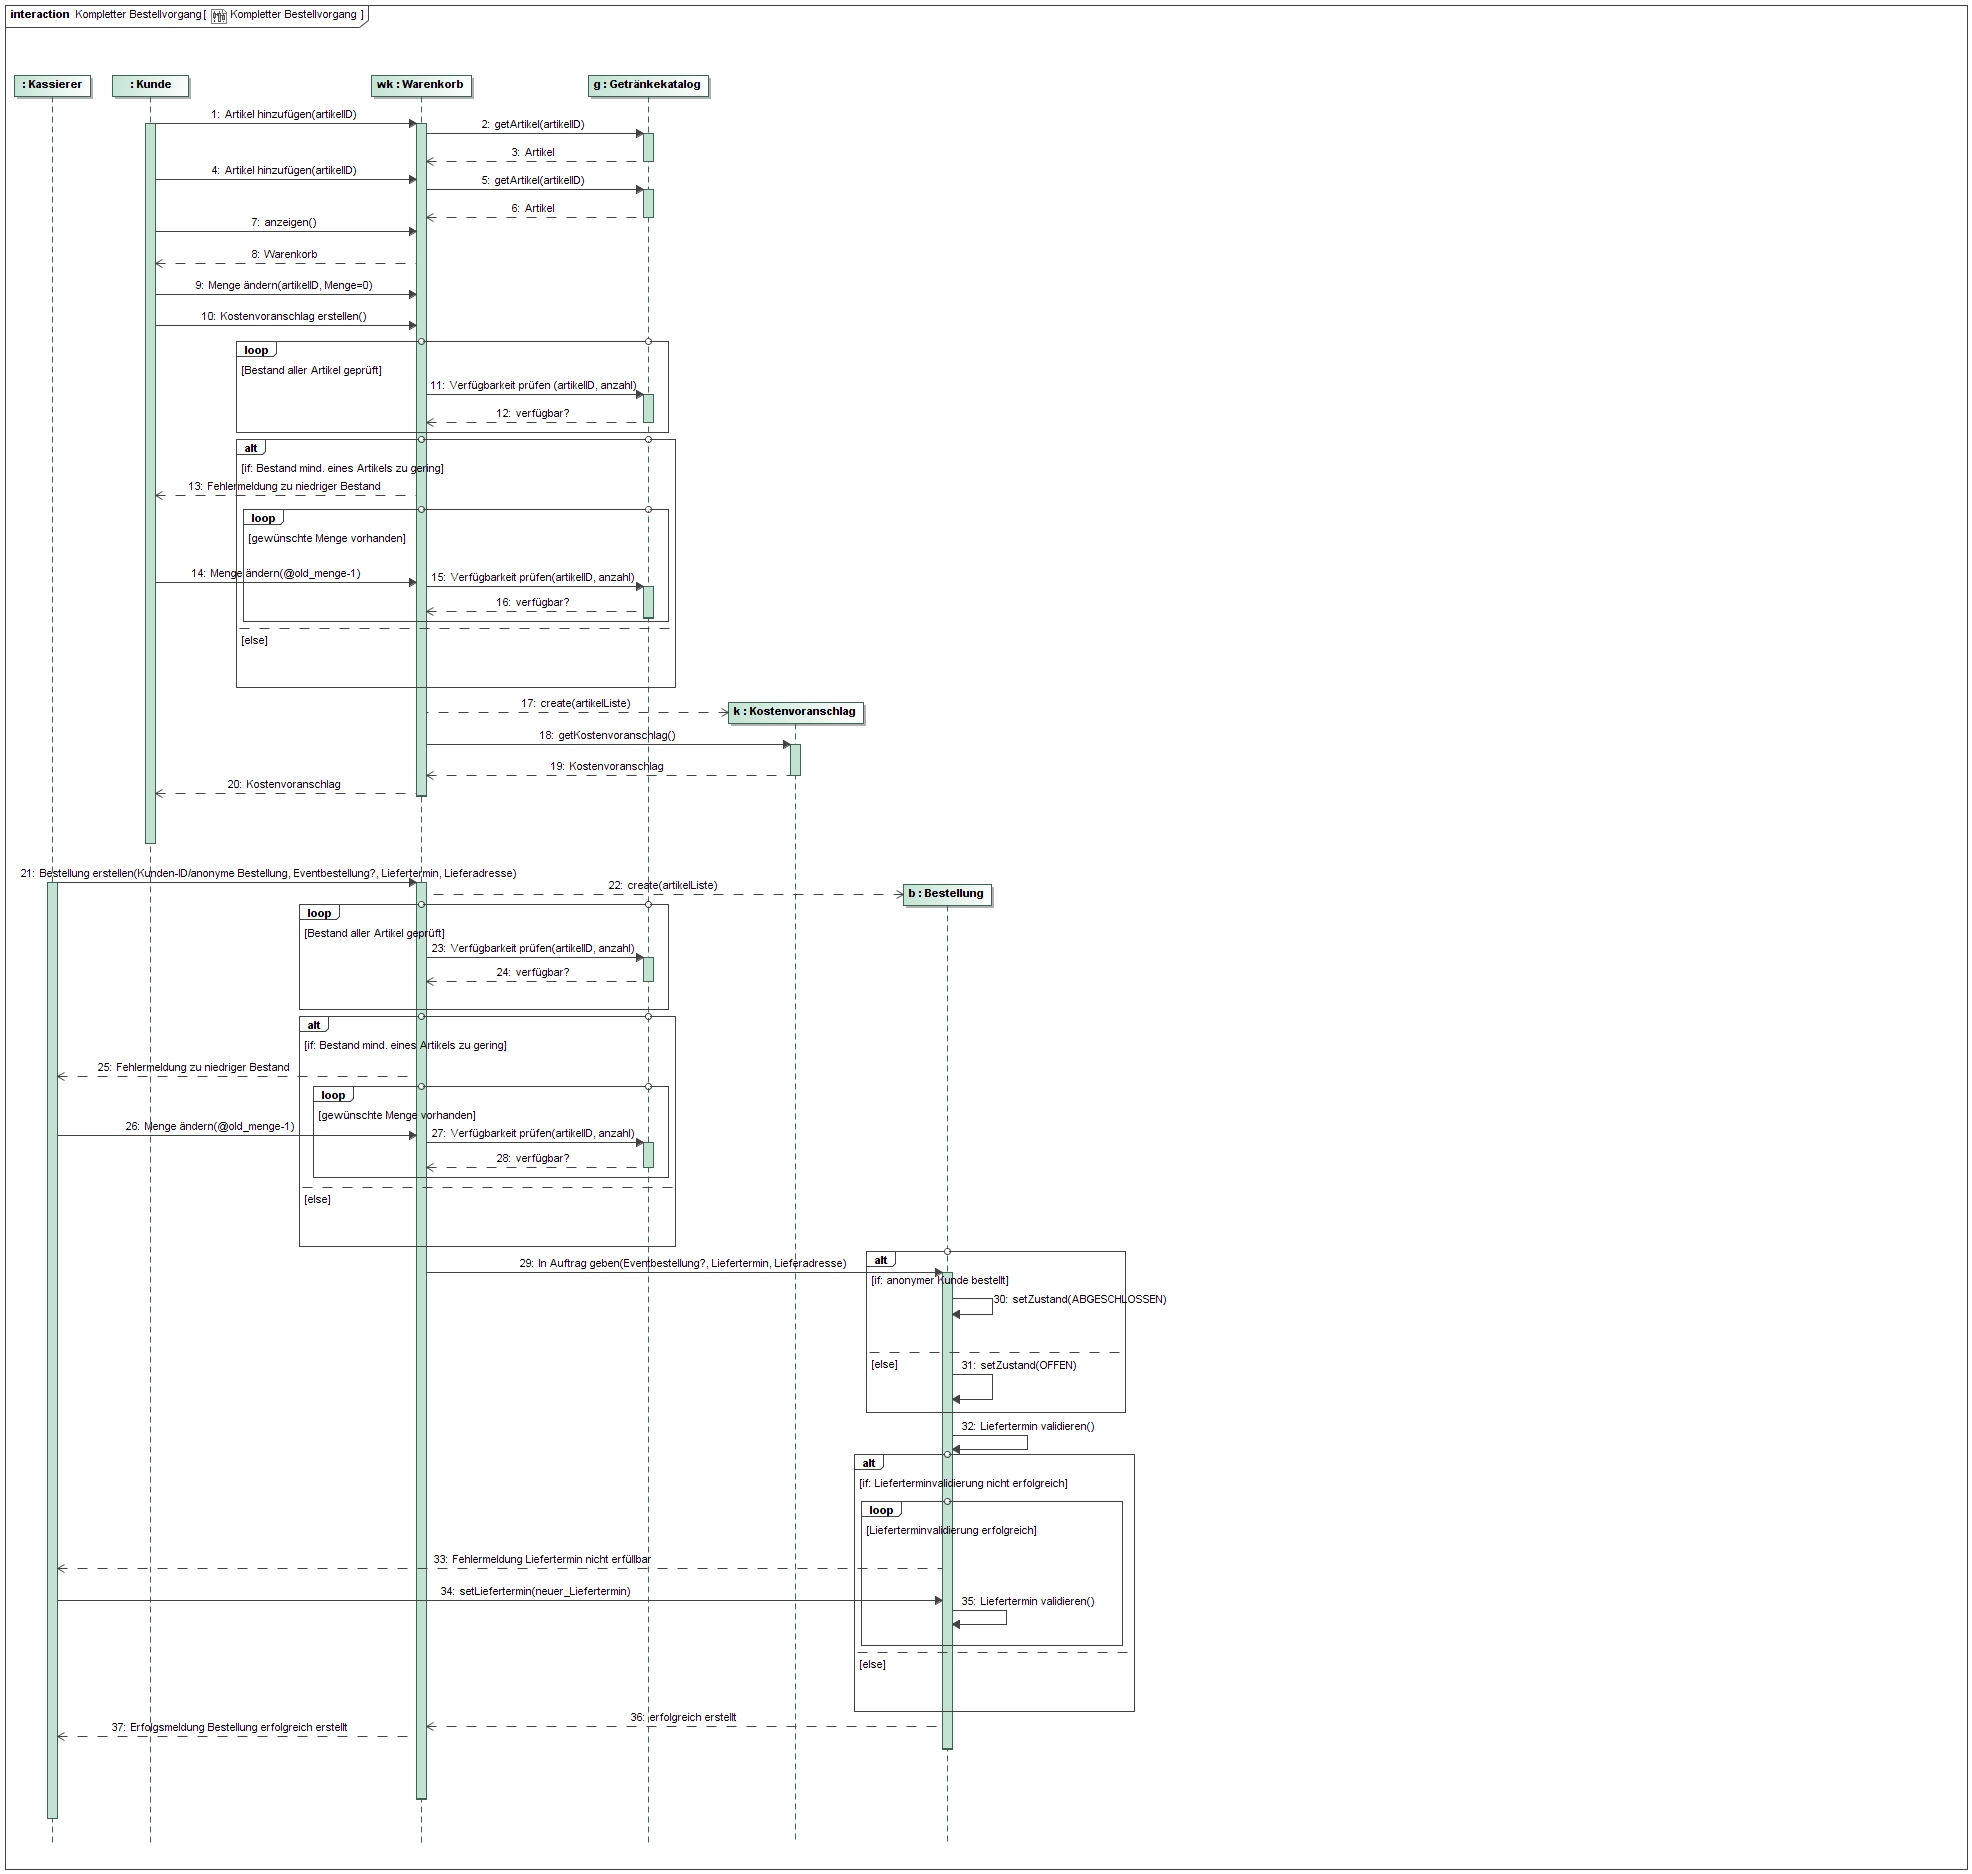 interaction Kompletter Bestellvorgang [ Kompletter Bestellvorgang ]
: Kassierer
: Kunde
wk : Warenkorb
g : Getränkekatalog
1: Artikel hinzufügen(artikelID)
2: getArtikel(artikelID)
3: Artikel
4: Artikel hinzufügen(artikelID)
5: getArtikel(artikelID)
6: Artikel
7: anzeigen()
8: Warenkorb
9: Menge ändern(artikelID, Menge=0)
10: Kostenvoranschlag erstellen()
loop
[Bestand aller Artikel geprüft]
11: Verfügbarkeit prüfen (artikelID, anzahl)
12: verfügbar?
alt
[if: Bestand mind. eines Artikels zu gering]
13: Fehlermeldung zu niedriger Bestand
loop
[gewünschte Menge vorhanden]
14: Menge ändern(@old_menge-1)
15: Verfügbarkeit prüfen(artikelID, anzahl)
16: verfügbar?
[else]
17: create(artikelListe)
k : Kostenvoranschlag
18: getKostenvoranschlag()
19: Kostenvoranschlag
20: Kostenvoranschlag
21: Bestellung erstellen(Kunden-ID/anonyme Bestellung, Eventbestellung?, Liefertermin, Lieferadresse)
22: create(artikelListe)
b : Bestellung
loop
[Bestand aller Artikel geprüft]
23: Verfügbarkeit prüfen(artikelID, anzahl)
24: verfügbar?
alt
[if: Bestand mind. eines Artikels zu gering]
25: Fehlermeldung zu niedriger Bestand
loop
[gewünschte Menge vorhanden]
26: Menge ändern(@old_menge-1)
27: Verfügbarkeit prüfen(artikelID, anzahl)
28: verfügbar?
[else]
29: In Auftrag geben(Eventbestellung?, Liefertermin, Lieferadresse)
alt
[if: anonymer Kunde bestellt]
30: setZustand(ABGESCHLOSSEN)
[else]
31: setZustand(OFFEN)
32: Liefertermin validieren()
alt
[if: Lieferterminvalidierung nicht erfolgreich]
loop
[Lieferterminvalidierung erfolgreich]
33: Fehlermeldung Liefertermin nicht erfüllbar
34: setLiefertermin(neuer_Liefertermin)
35: Liefertermin validieren()
[else]
36: erfolgreich erstellt
37: Erfolgsmeldung Bestellung erfolgreich erstellt